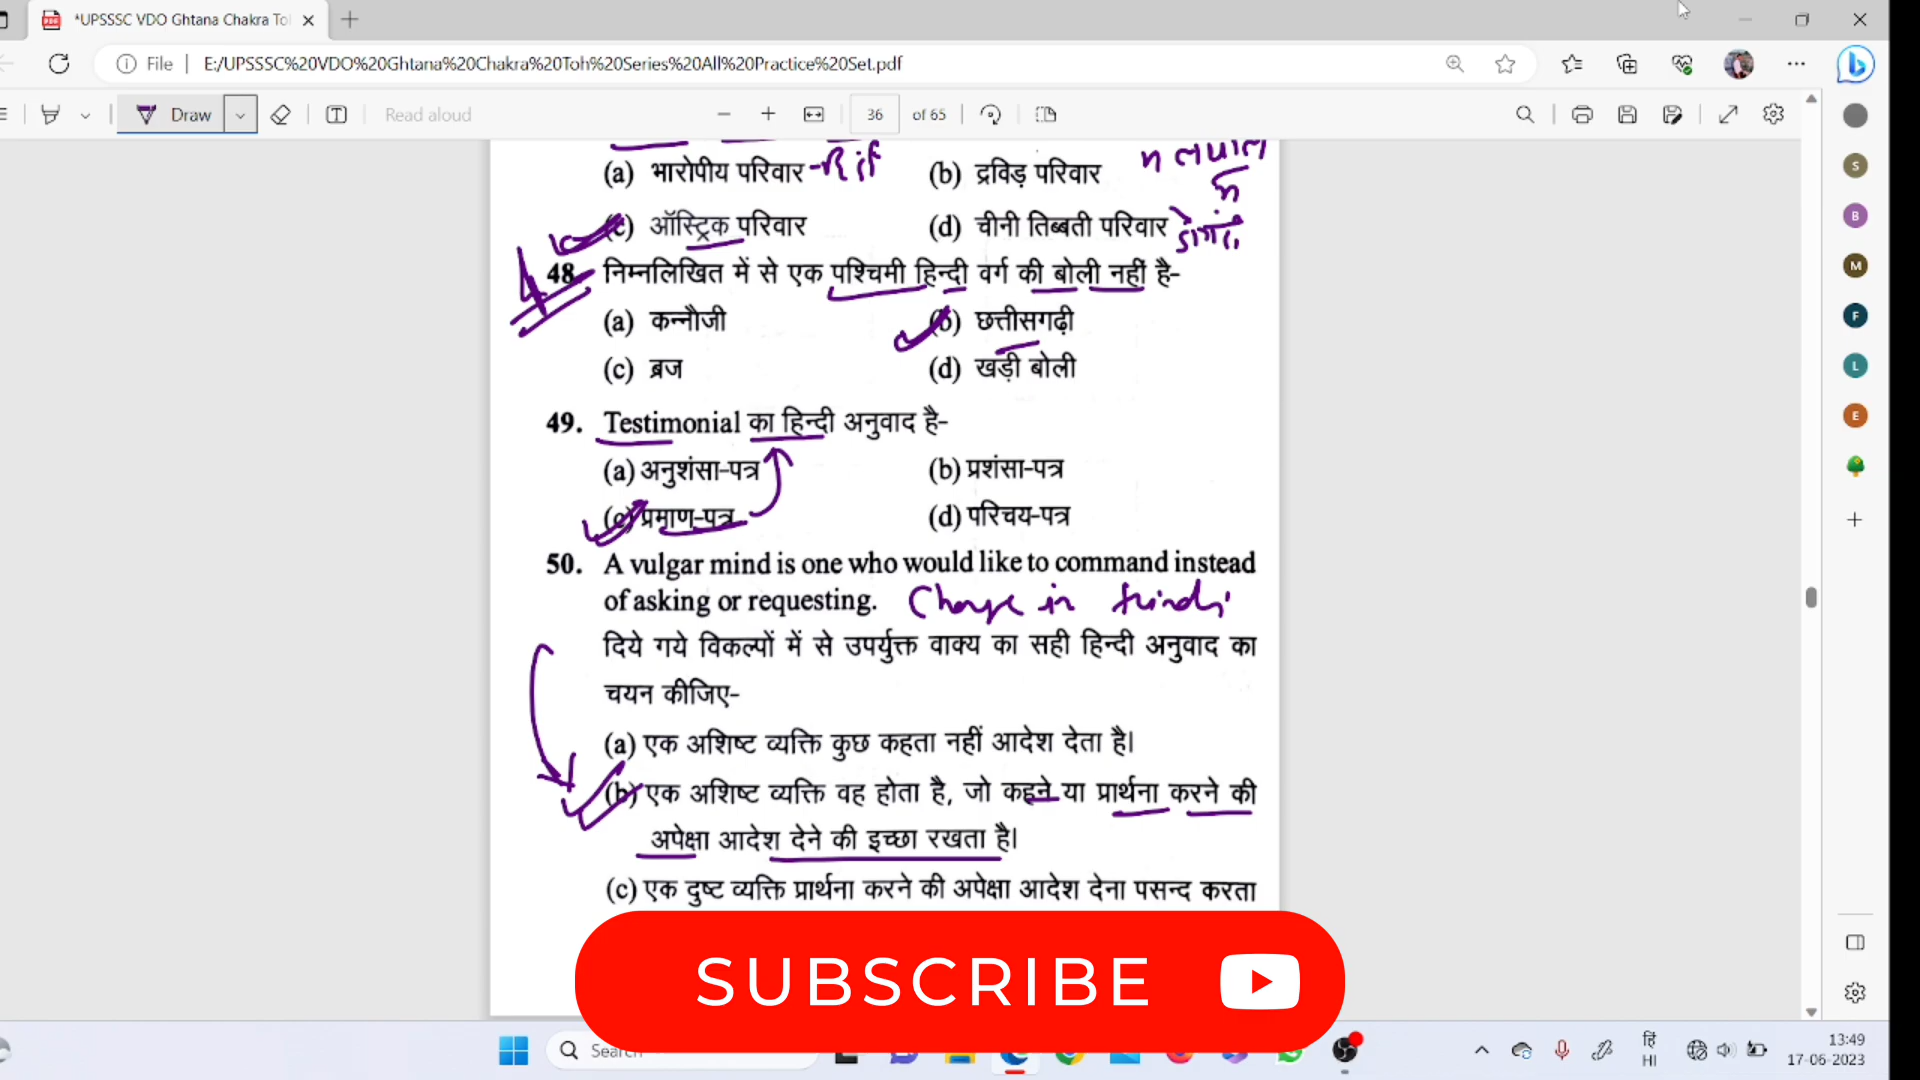 *UPSSSC VDO Ghtana Chakra To
File E:/UPSSSC%20VDO%20Ghtana%20Chakra%20Toh%20Series%20All%20Practice%20Set.pdf
Draw Read aloud 36 of 65
(a) भारोपीय परिवार (b) द्रविड़ परिवार
(c) ऑस्ट्रिक परिवार (d) चीनी तिब्बती परिवार
48. निम्नलिखित में से एक पश्चिमी हिन्दी वर्ग की बोली नहीं है-
(a) कन्नौजी (b) छत्तीसगढ़ी
(c) ब्रज (d) खड़ी बोली
49. Testimonial का हिन्दी अनुवाद है-
(a) अनुशंसा-पत्र (b) प्रशंसा-पत्र
(c) प्रमाण-पत्र (d) परिचय-पत्र
50. A vulgar mind is one who would like to command instead
of asking or requesting. Change in hindi
दिये गये विकल्पों में से उपर्युक्त वाक्य का सही हिन्दी अनुवाद का
चयन कीजिए-
(a) एक अशिष्ट व्यक्ति कुछ कहता नहीं आदेश देता है।
(b) एक अशिष्ट व्यक्ति वह होता है, जो कहने या प्रार्थना करने की
अपेक्षा आदेश देने की इच्छा रखता है।
(c) एक दुष्ट व्यक्ति प्रार्थना करने की अपेक्षा आदेश देना पसन्द करता
SUBSCRIBE
Search
हि
HI
13:49
17-06-2023
S
B
M
F
L
E